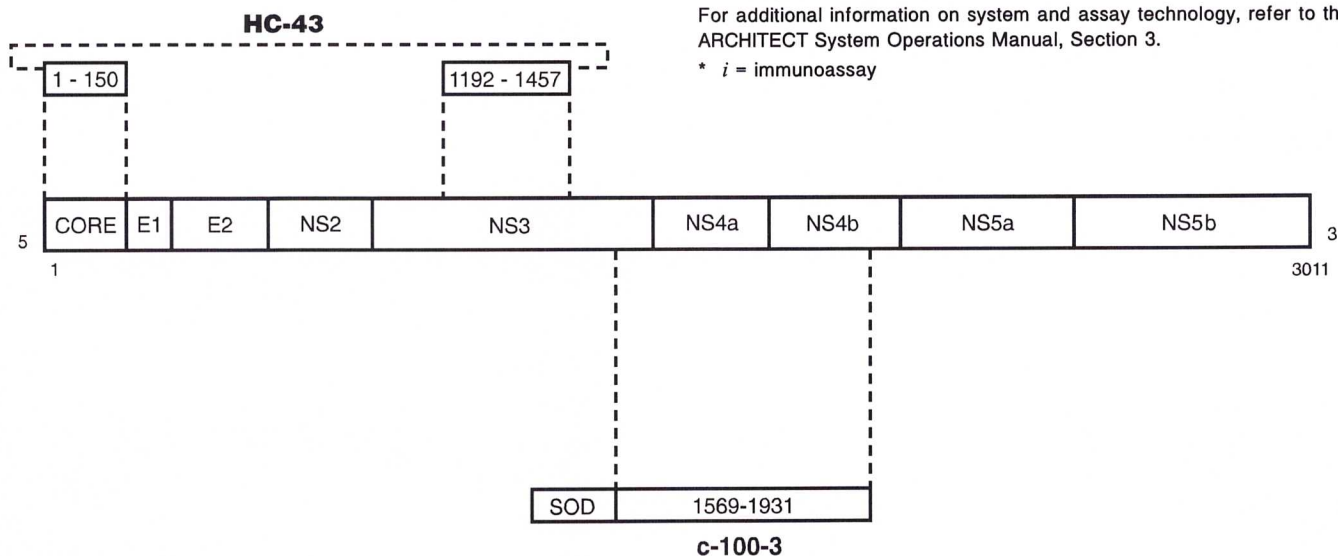 HC-43
For additional information on system and assay technology, refer to
ARCHITECT System Operations Manual, Section 3.
* i = immunoassay
1 - 150
1192 - 1457
5 CORE E1 E2 NS2 NS3 NS4a NS4b NS5a NS5b 3
1 3011
SOD 1569-1931
c-100-3